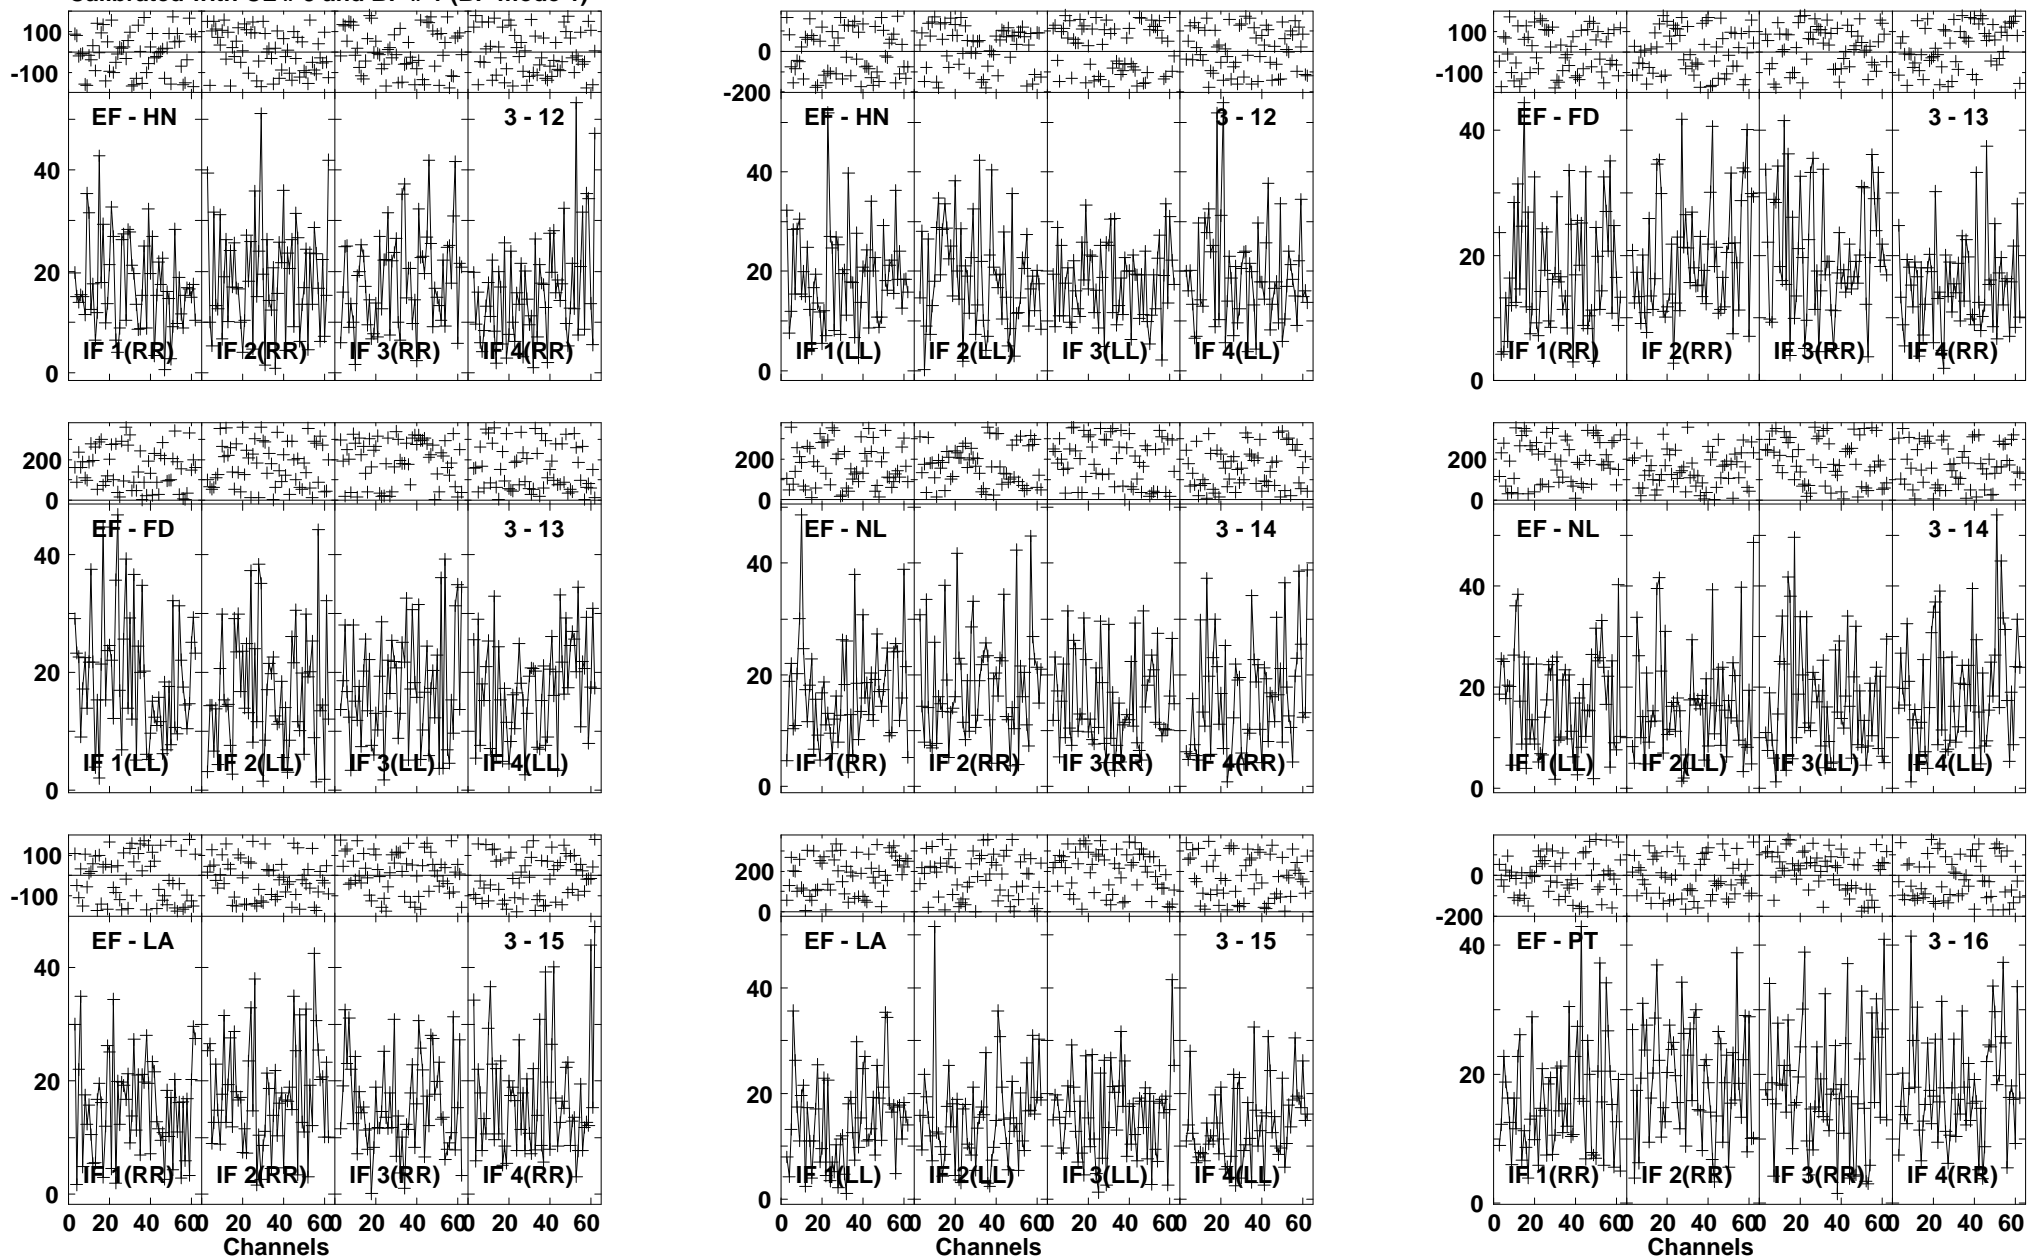 100 0 100
-100 -200 -100
EF - HN 3 - 12 EF - HN 3 - 12 EF - FD 3 - 13
40 40 40
20 20 20
IF 1(RR) IF 2(RR) IF 3(RR) IF 4(RR) IF 1(LL) IF 2(LL) IF 3(LL) IF 4(LL) IF 1(RR) IF 2(RR) IF 3(RR) IF 4(RR)
0 0 0
200 200 200
0 0 0
EF - FD 3 - 13 EF - NL 3 - 14 EF - NL 3 - 14
40 40 40
20 20 20
IF 1(LL) IF 2(LL) IF 3(LL) IF 4(LL) IF 1(RR) IF 2(RR) IF 3(RR) IF 4(RR) IF 1(LL) IF 2(LL) IF 3(LL) IF 4(LL)
0 0 0
100 200 0
-100 0 -200
EF - LA 3 - 15 EF - LA 3 - 15 EF - PT 3 - 16
40 40 40
20 20 20
IF 1(RR) IF 2(RR) IF 3(RR) IF 4(RR) IF 1(LL) IF 2(LL) IF 3(LL) IF 4(LL) IF 1(RR) IF 2(RR) IF 3(RR) IF 4(RR)
0 0 0
0 20 40 60 0 20 40 60 0 20 40 60 0 20 40 60 0 20 40 60 0 20 40 60 0 20 40 60 0 20 40 60 0 20 40 60 0 20 40 60 0 20 40 60 0 20 40 60
Channels Channels Channels